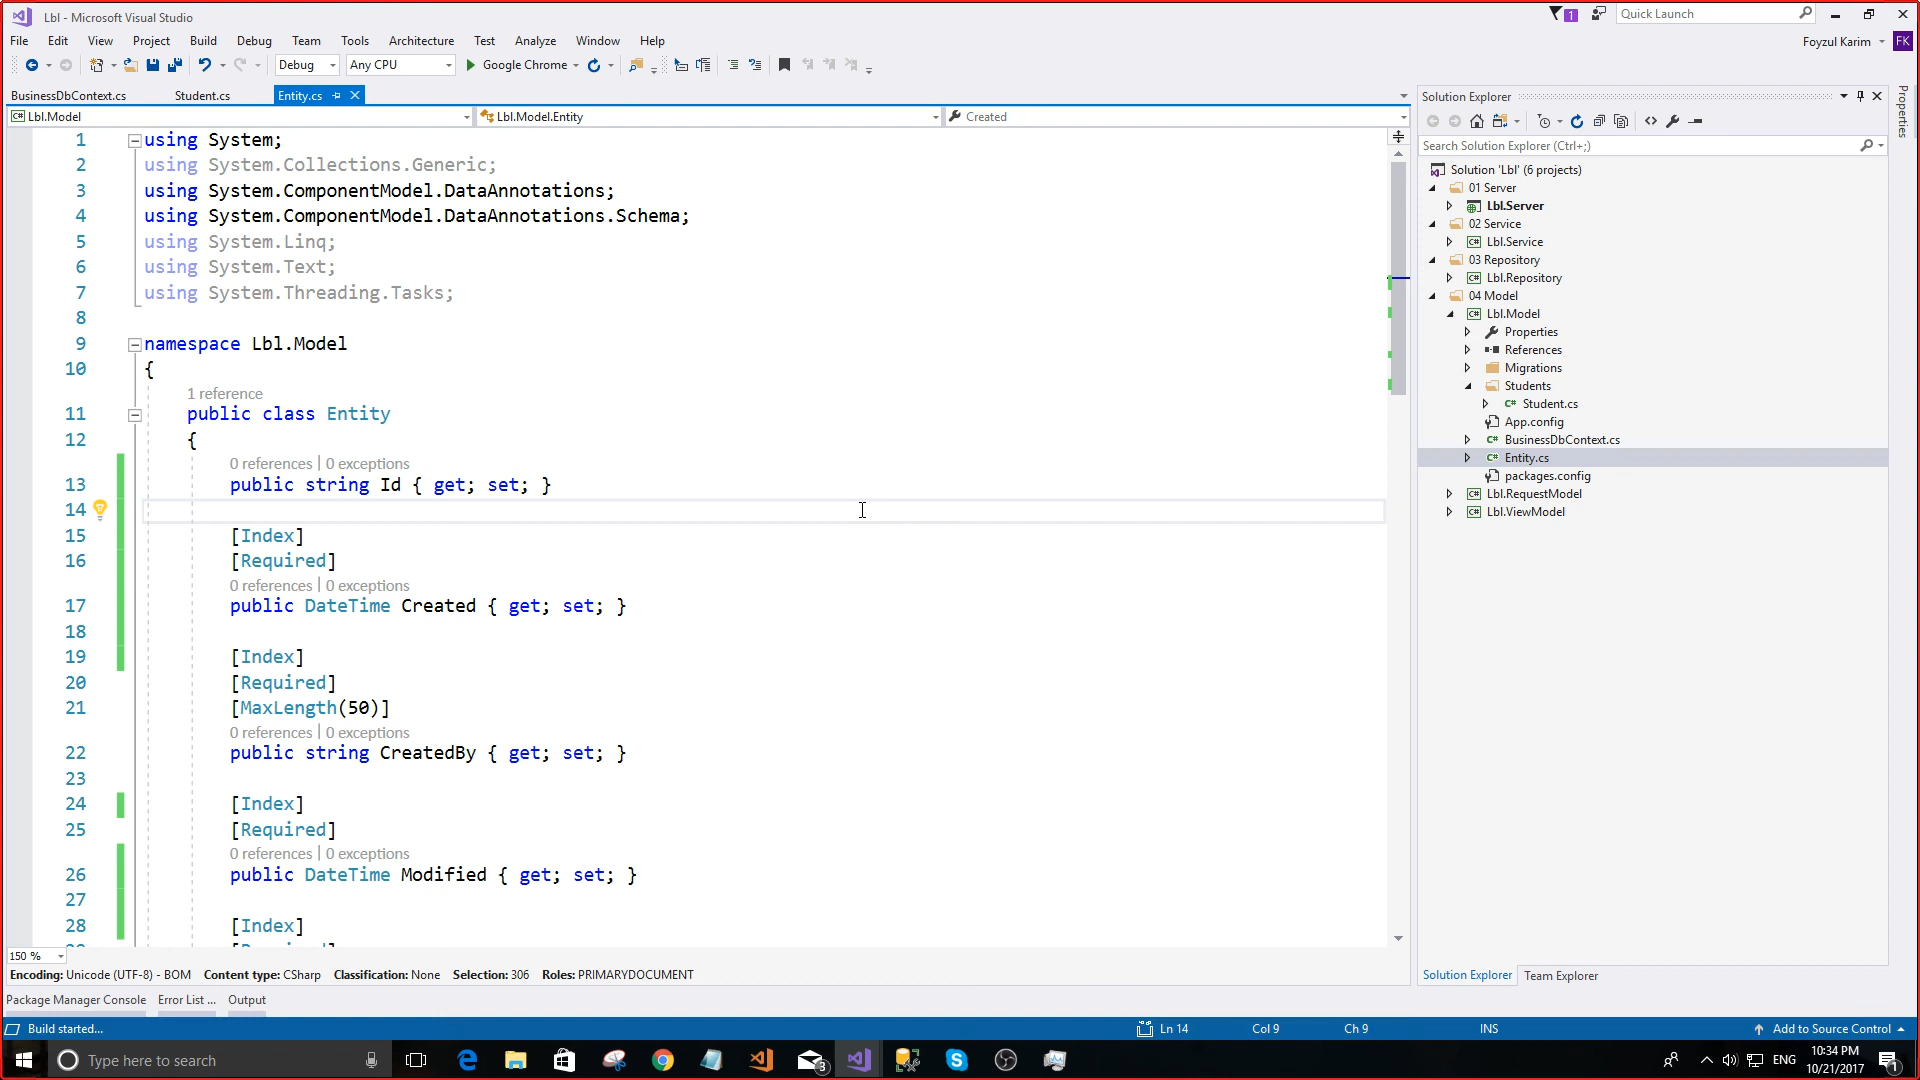 Lbl - Microsoft Visual Studio
1
Quick Launch
File Edit View Project Build Debug Team Tools Architecture Test Analyze Window Help
Foyzul Karim FK
Debug Any CPU Google Chrome
BusinessDbContext.cs Student.cs Entity.cs
Lbl.Model Lbl.Model.Entity Created
1 using System;
2 using System.Collections.Generic;
3 using System.ComponentModel.DataAnnotations;
4 using System.ComponentModel.DataAnnotations.Schema;
5 using System.Linq;
6 using System.Text;
7 using System.Threading.Tasks;
8
9 namespace Lbl.Model
10 {
1 reference
11 public class Entity
12 {
0 references | 0 exceptions
13 public string Id { get; set; }
14
15 [Index]
16 [Required]
0 references | 0 exceptions
17 public DateTime Created { get; set; }
18
19 [Index]
20 [Required]
21 [MaxLength(50)]
0 references | 0 exceptions
22 public string CreatedBy { get; set; }
23
24 [Index]
25 [Required]
0 references | 0 exceptions
26 public DateTime Modified { get; set; }
27
28 [Index]
150 %
Encoding: Unicode (UTF-8) - BOM Content type: CSharp Classification: None Selection: 306 Roles: PRIMARYDOCUMENT
Package Manager Console Error List ... Output
Solution Explorer
Search Solution Explorer (Ctrl+;)
Solution 'Lbl' (6 projects)
01 Server
Lbl.Server
02 Service
Lbl.Service
03 Repository
Lbl.Repository
04 Model
Lbl.Model
Properties
References
Migrations
Students
C# Student.cs
App.config
C# BusinessDbContext.cs
C# Entity.cs
packages.config
C# Lbl.RequestModel
C# Lbl.ViewModel
Solution Explorer Team Explorer
Properties
Build started... Ln 14 Col 9 Ch 9 INS Add to Source Control
Type here to search
3
ENG
10:34 PM
10/21/2017
1